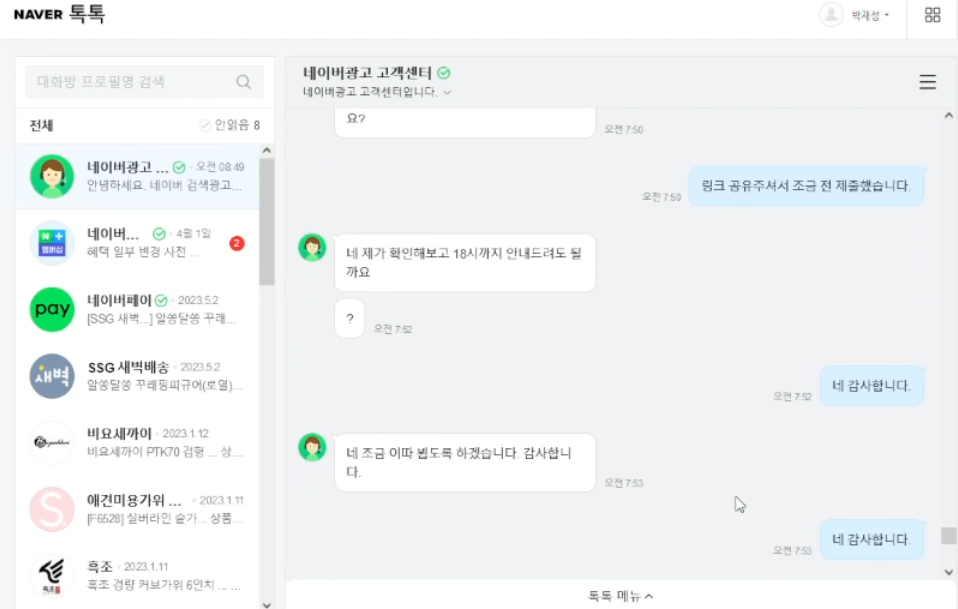 NAVER 톡톡
박재성
대화방 프로필명 검색
전체
안읽음 8
네이버광고 ... 오전 08:49
안녕하세요. 네이버 검색광고...
N +
멤버십
네이버... 4월 1일
혜택 일부 변경 사전 ...
2
pay
네이버페이 2023.5.2
[SSG 새벽...] 알쏭달쏭 꾸래...
새벽
SSG 새벽배송 2023.5.2
알쏭달쏭 꾸래핑피규어(로열)...
비요세까이 2023.1.12
비요세까이 PTK70 검형 ... 상...
S
애견미용가위 ... 2023.1.11
[F6528] 실버라인 숱가... 상품...
흑조
흑조 2023.1.11
흑조 경량 커브가위 6인치 ... ...
네이버광고 고객센터
네이버광고 고객센터입니다.
요?
오전 7:50
링크 공유주셔서 조금 전 제출했습니다.
오전 7:50
네 제가 확인해보고 18시까지 안내드려도 될
까요
?
오전 7:52
네 감사합니다.
오전 7:52
네 조금 이따 뵙도록 하겠습니다. 감사합니
다.
오전 7:53
네 감사합니다.
오전 7:53
톡톡 메뉴